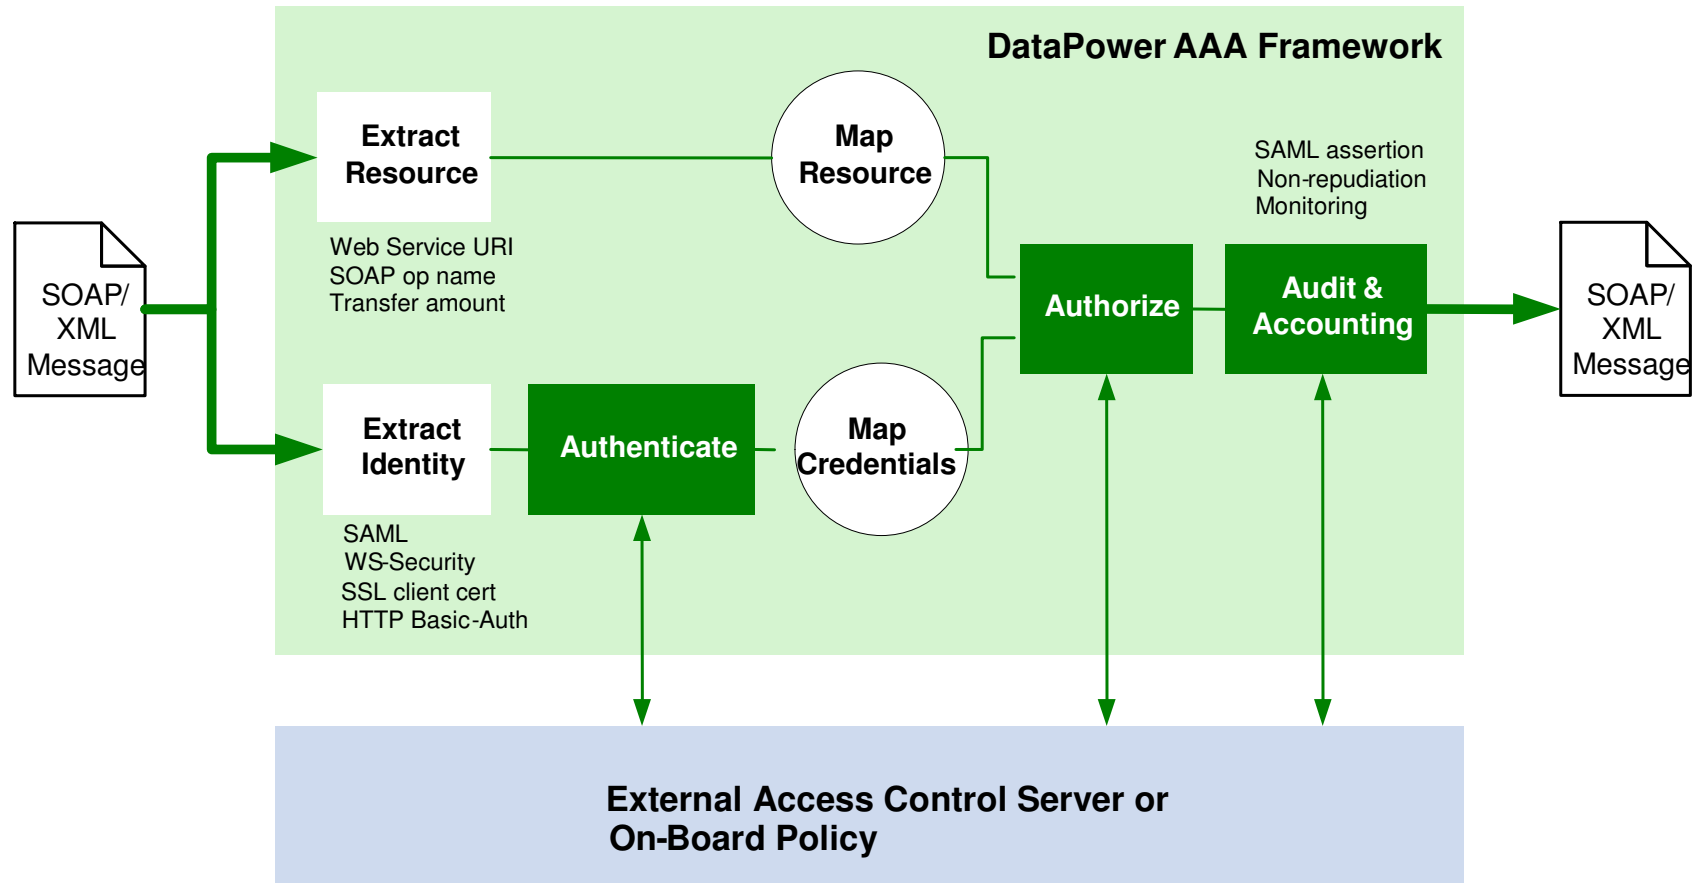 DataPower AAA Framework
Extract
Resource
Map
Resource
SAML assertion
Non-repudiation
Monitoring
Web Service URI
SOAP op name
Transfer amount
SOAP/
XML
Message
Authorize
Audit &
Accounting
SOAP/
XML
Message
Extract
Identity
Authenticate
Map
Credentials
SAML
WS-Security
SSL client cert
HTTP Basic-Auth
External Access Control Server or
On-Board Policy